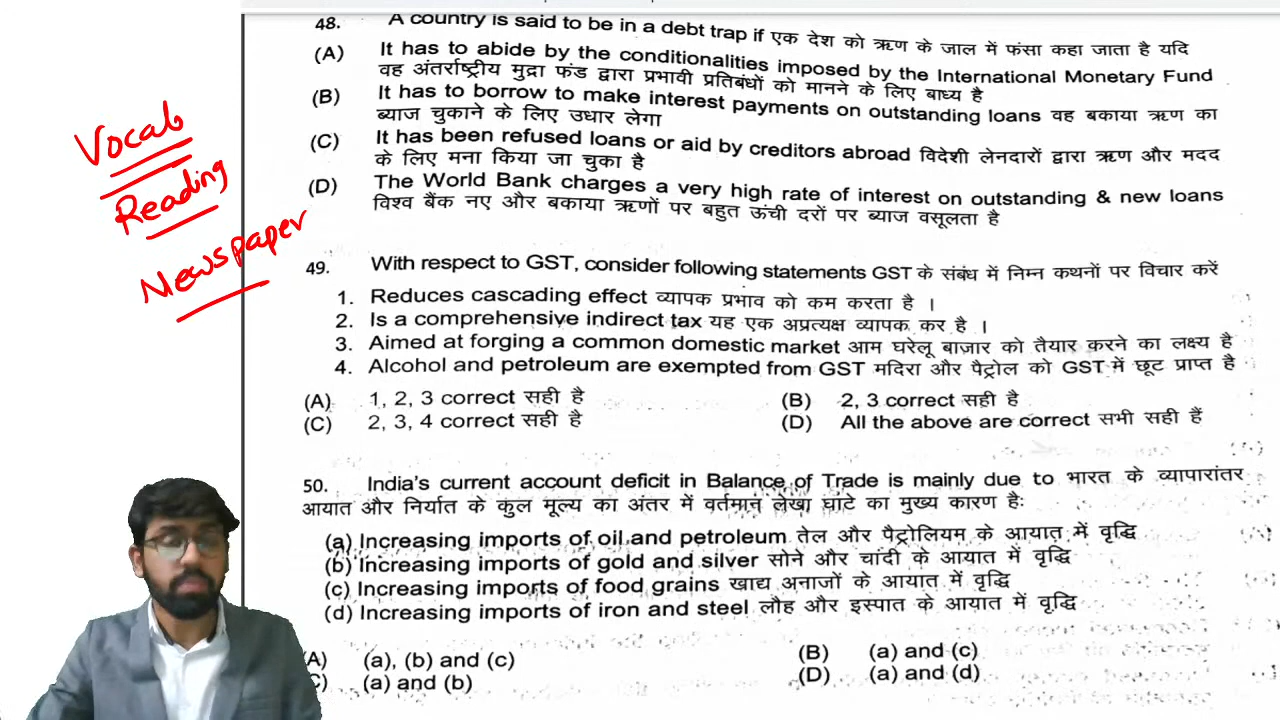 Vocab
Reading
Newspaper
48. A country is said to be in a debt trap if एक देश को ऋण के जाल में फंसा कहा जाता है यदि
(A) It has to abide by the conditionalities imposed by the International Monetary Fund
वह अंतर्राष्ट्रीय मुद्रा फंड द्वारा प्रभावी प्रतिबंधों को मानने के लिए बाध्य है
(B) It has to borrow to make interest payments on outstanding loans वह बकाया ऋण का
ब्याज चुकाने के लिए उधार लेगा
(C) It has been refused loans or aid by creditors abroad विदेशी लेनदारों द्वारा ऋण और मदद
के लिए मना किया जा चुका है
(D) The World Bank charges a very high rate of interest on outstanding & new loans
विश्व बैंक नए और बकाया ऋणों पर बहुत ऊंची दरों पर ब्याज वसूलता है
49. With respect to GST, consider following statements GST के संबंध में निम्न कथनों पर विचार करें
1. Reduces cascading effect व्यापक प्रभाव को कम करता है ।
2. Is a comprehensive indirect tax यह एक अप्रत्यक्ष व्यापक कर है ।
3. Aimed at forging a common domestic market आम घरेलू बाज़ार को तैयार करने का लक्ष्य है
4. Alcohol and petroleum are exempted from GST मदिरा और पैट्रोल को GST में छूट प्राप्त है
(A) 1, 2, 3 correct सही है (B) 2, 3 correct सही है
(C) 2, 3, 4 correct सही है (D) All the above are correct सभी सही हैं
50. India's current account deficit in Balance of Trade is mainly due to भारत के व्यापारांतर
आयात और निर्यात के कुल मूल्य का अंतर में वर्तमान लेखा घाटे का मुख्य कारण है:
(a) Increasing imports of oil and petroleum तेल और पैट्रोलियम के आयात में वृद्धि
(b) Increasing imports of gold and silver सोने और चांदी के आयात में वृद्धि
(c) Increasing imports of food grains खाद्य अनाजों के आयात में वृद्धि
(d) Increasing imports of iron and steel लौह और इस्पात के आयात में वृद्धि
A) (a), (b) and (c) (B) (a) and (c)
C) (a) and (b) (D) (a) and (d)